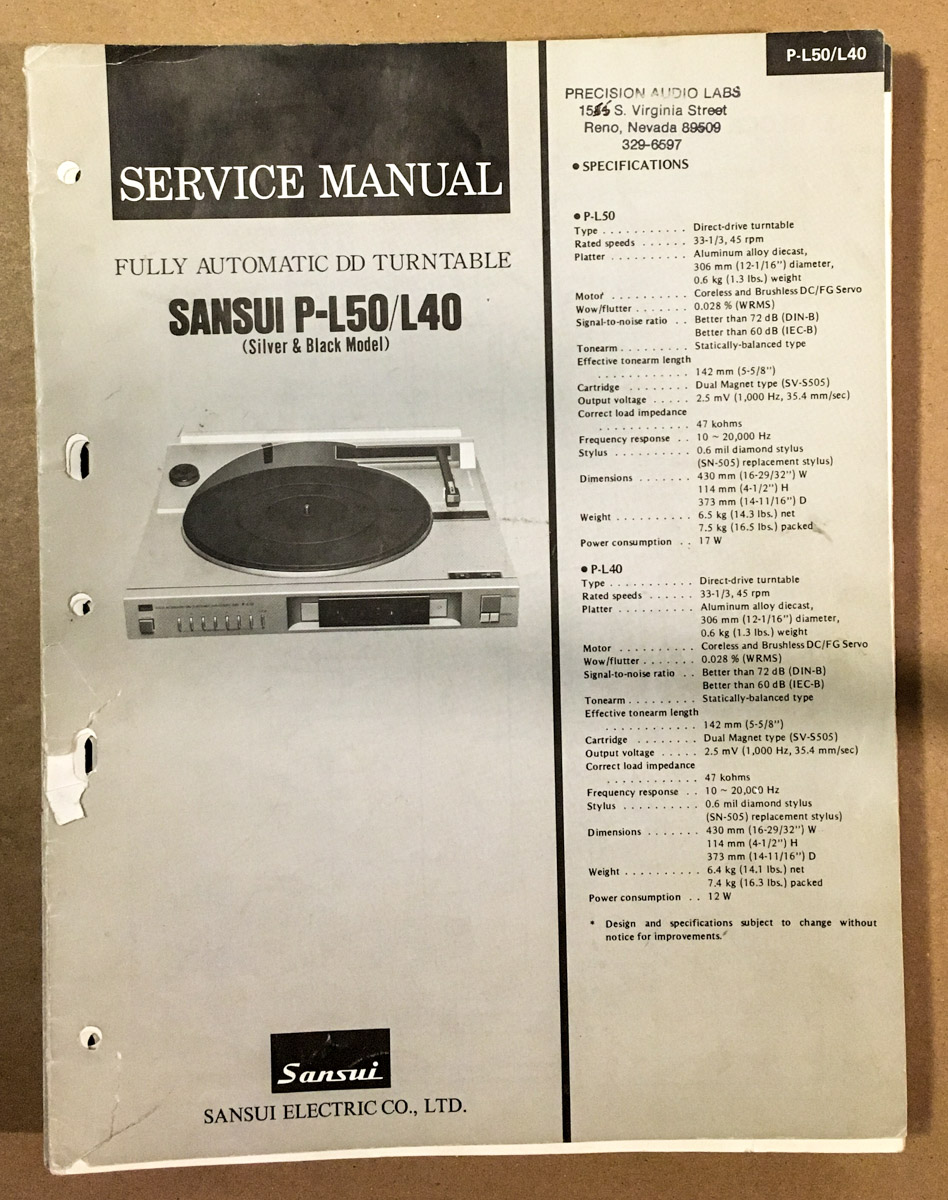 SERVICE MANUAL
FULLY AUTOMATIC DD TURNTABLE
SANSUI P-L50/L40
(Silver & Black Model)
Sansui
SANSUI ELECTRIC CO., LTD.
P-L50/L40
PRECISION AUDIO LABS
S. Virginia Street
Reno, Nevada 89509
329-6597
● SPECIFICATIONS
● P-L50
Type . . . . . . . . . . . Direct-drive turntable
Rated speeds . . . . . . 33-1/3, 45 rpm
Platter . . . . . . . . . . Aluminum alloy diecast,
306 mm (12-1/16") diameter,
0.6 kg (1.3 lbs.) weight
Motor . . . . . . . . . . Coreless and Brushless DC/FG Servo
Wow/flutter . . . . . . . 0.028 % (WRMS)
Signal-to-noise ratio . . Better than 72 dB (DIN-B)
Better than 60 dB (IEC-B)
Tonearm . . . . . . . . . Statically-balanced type
Effective tonearm length
. . . . . . . . . . . . 142 mm (5-5/8")
Cartridge . . . . . . . . Dual Magnet type (SV-S505)
Output voltage . . . . . 2.5 mV (1,000 Hz, 35.4 mm/sec)
Correct load impedance
. . . . . . . . . . . . 47 kohms
Frequency response . . 10 ~ 20,000 Hz
Stylus . . . . . . . . . . 0.6 mil diamond stylus
(SN-505) replacement stylus)
Dimensions . . . . . . . 430 mm (16-29/32") W
114 mm (4-1/2") H
373 mm (14-11/16") D
Weight . . . . . . . . . . 6.5 kg (14.3 lbs.) net
7.5 kg (16.5 lbs.) packed
Power consumption . . 17 W
● P-L40
Type . . . . . . . . . . . Direct-drive turntable
Rated speeds . . . . . . 33-1/3, 45 rpm
Platter . . . . . . . . . . Aluminum alloy diecast,
306 mm (12-1/16") diameter,
0.6 kg (1.3 lbs.) weight
Motor . . . . . . . . . . Coreless and Brushless DC/FG Servo
Wow/flutter . . . . . . . 0.028 % (WRMS)
Signal-to-noise ratio . . Better than 72 dB (DIN-B)
Better than 60 dB (IEC-B)
Tonearm . . . . . . . . . Statically-balanced type
Effective tonearm length
. . . . . . . . . . . . 142 mm (5-5/8")
Cartridge . . . . . . . . Dual Magnet type (SV-S505)
Output voltage . . . . . 2.5 mV (1,000 Hz, 35.4 mm/sec)
Correct load impedance
. . . . . . . . . . . . 47 kohms
Frequency response . . 10 ~ 20,000 Hz
Stylus . . . . . . . . . . 0.6 mil diamond stylus
(SN-505) replacement stylus)
Dimensions . . . . . . . 430 mm (16-29/32") W
114 mm (4-1/2") H
373 mm (14-11/16") D
Weight . . . . . . . . . . 6.4 kg (14.1 lbs.) net
7.4 kg (16.3 lbs.) packed
Power consumption . . 12 W
* Design and specifications subject to change without
notice for improvements.